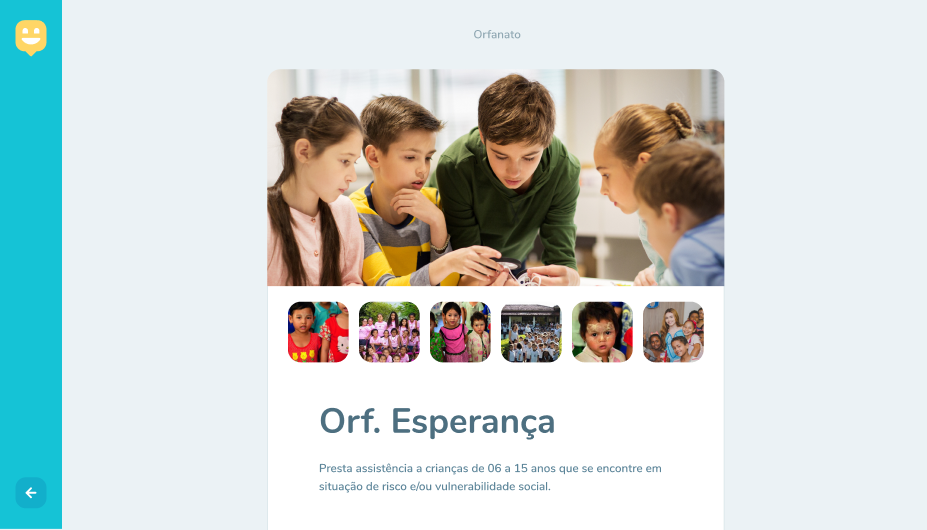 Orfanato
Orf. Esperança
Presta assistência a crianças de 06 a 15 anos que se encontre em
situação de risco e/ou vulnerabilidade social.